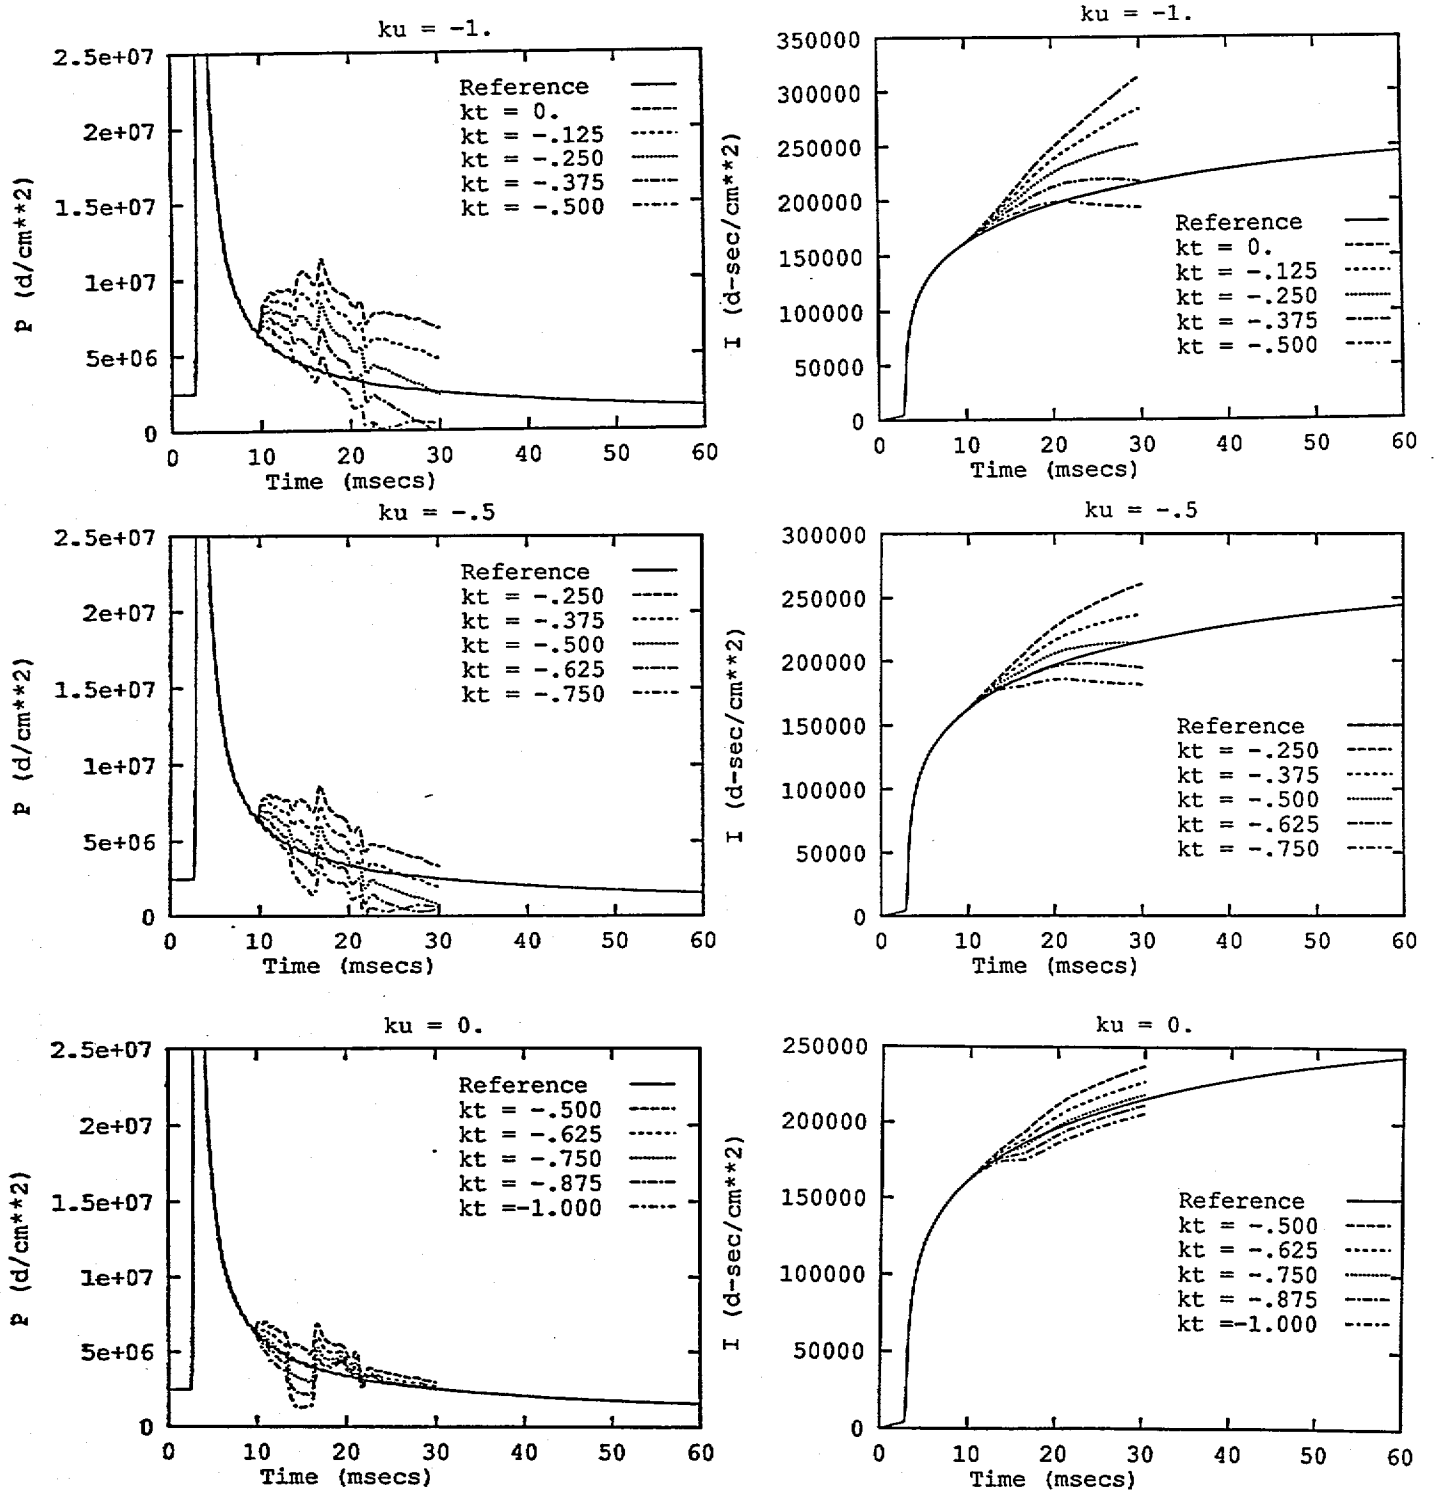 ku = -1.
2.5e+07
2e+07
1.5e+07
1e+07
5e+06
0
p (d/cm**2)
Reference
kt = 0.
kt = -.125
kt = -.250
kt = -.375
kt = -.500
0 10 20 30 40 50 60
Time (msecs)
ku = -1.
350000
300000
250000
200000
150000
100000
50000
0
I (d-sec/cm**2)
Reference
kt = 0.
kt = -.125
kt = -.250
kt = -.375
kt = -.500
0 10 20 30 40 50 60
Time (msecs)
ku = -.5
2.5e+07
2e+07
1.5e+07
1e+07
5e+06
0
p (d/cm**2)
Reference
kt = -.250
kt = -.375
kt = -.500
kt = -.625
kt = -.750
0 10 20 30 40 50 60
Time (msecs)
ku = -.5
300000
250000
200000
150000
100000
50000
0
I (d-sec/cm**2)
Reference
kt = -.250
kt = -.375
kt = -.500
kt = -.625
kt = -.750
0 10 20 30 40 50 60
Time (msecs)
ku = 0.
2.5e+07
2e+07
1.5e+07
1e+07
5e+06
0
p (d/cm**2)
Reference
kt = -.500
kt = -.625
kt = -.750
kt = -.875
kt =-1.000
0 10 20 30 40 50 60
Time (msecs)
ku = 0.
250000
200000
150000
100000
50000
0
I (d-sec/cm**2)
Reference
kt = -.500
kt = -.625
kt = -.750
kt = -.875
kt =-1.000
0 10 20 30 40 50 60
Time (msecs)